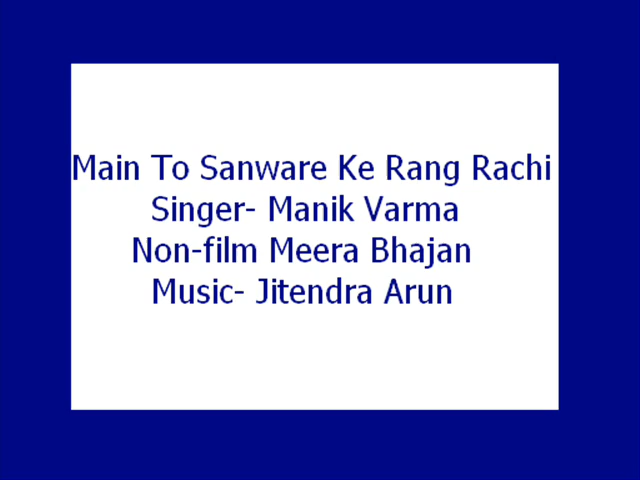 Main To Sanware Ke Rang Rachi
Singer- Manik Varma
Non-film Meera Bhajan
Music- Jitendra Arun